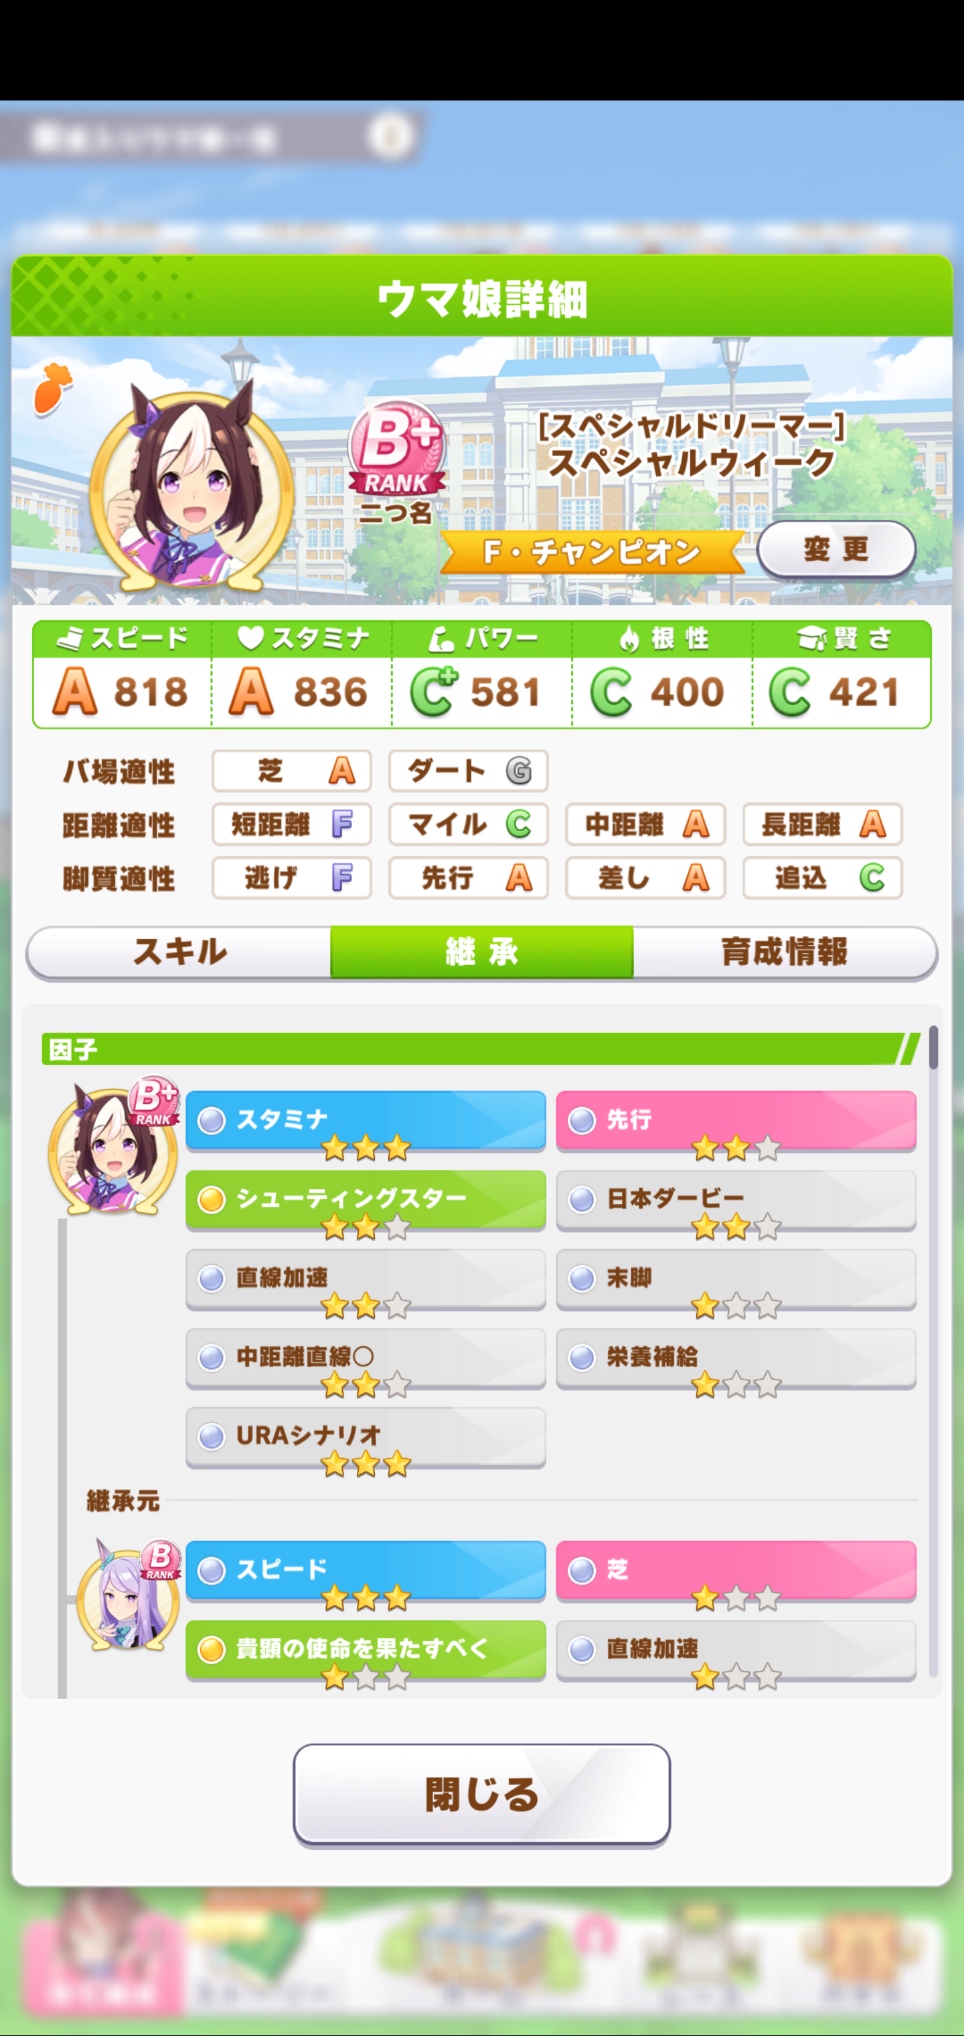 ウマ娘詳細
B+
RANK
二つ名
[スペシャルドリーマー]
スペシャルウィーク
F・チャンピオン
変更
スピード スタミナ パワー 根性 賢さ
A 818 A 836 C+ 581 C 400 C 421
バ場適性 芝 A ダート G
距離適性 短距離 F マイル C 中距離 A 長距離 A
脚質適性 逃げ F 先行 A 差し A 追込 C
スキル 継承 育成情報
因子
B+
RANK
スタミナ 先行
シューティングスター 日本ダービー
直線加速 末脚
中距離直線○ 栄養補給
URAシナリオ
継承元
B
RANK
スピード 芝
貴顕の使命を果たすべく 直線加速
閉じる